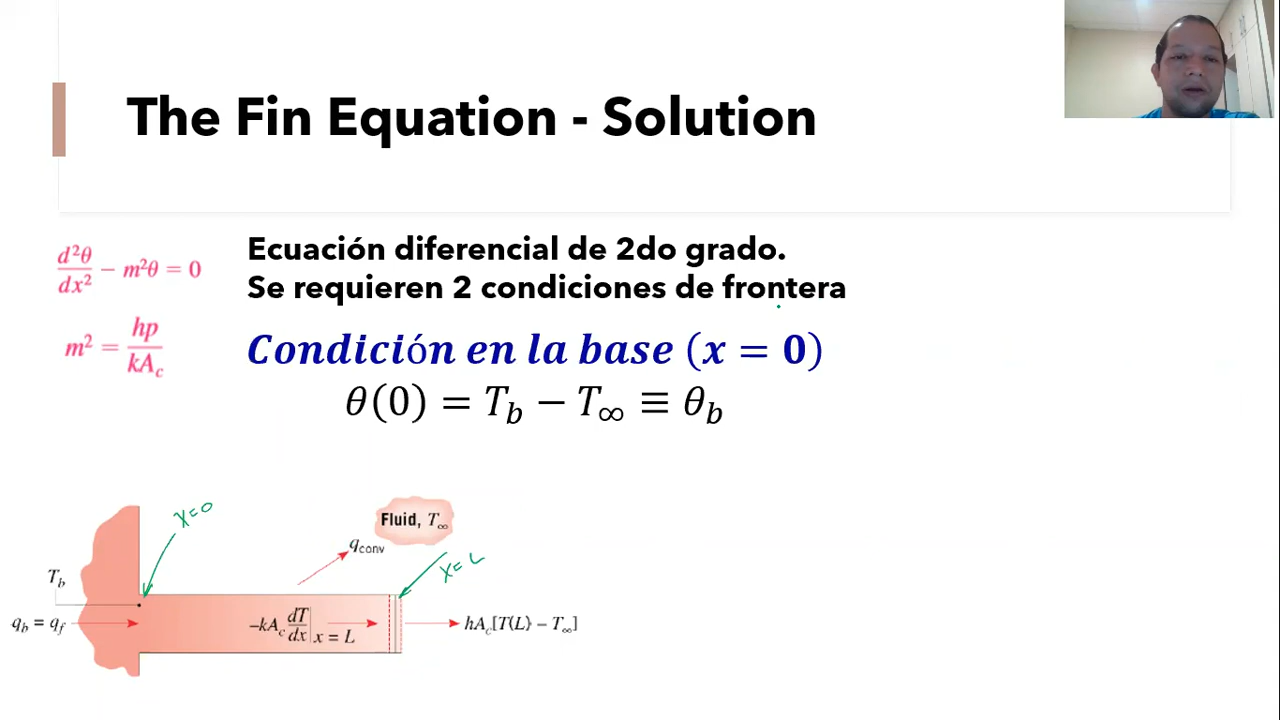 The Fin Equation - Solution
d²θ/dx² − m²θ = 0
Ecuación diferencial de 2do grado.
Se requieren 2 condiciones de frontera
m² = hp/kA_c
Condición en la base (x = 0)
θ(0) = T_b − T_∞ ≡ θ_b
x=0
Fluid, T_∞
q_conv
x=L
T_b
q_b = q_f
−kA_c dT/dx|x = L
hA_c[T(L) − T_∞]